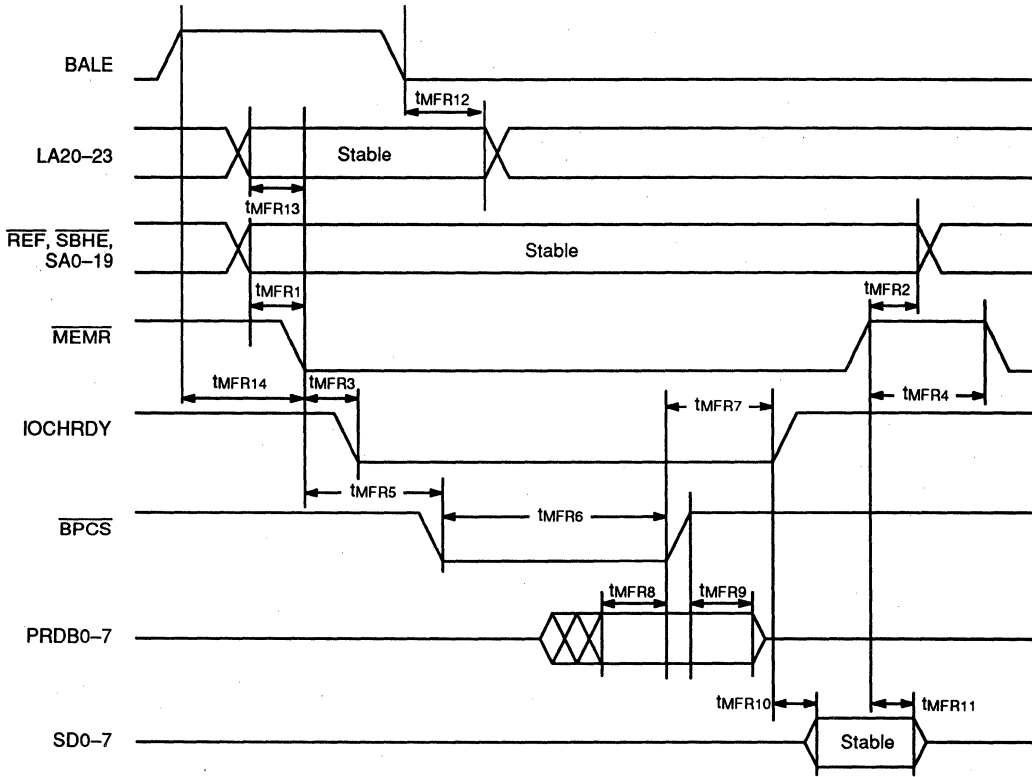 BALE
tMFR12
LA20–23
Stable
tMFR13
REF, SBHE,
SA0–19
Stable
tMFR1
tMFR2
MEMR
tMFR14
tMFR3
tMFR7
tMFR4
IOCHRDY
tMFR5
tMFR6
BPCS
tMFR8
tMFR9
PRDB0–7
tMFR10
tMFR11
SD0–7
Stable